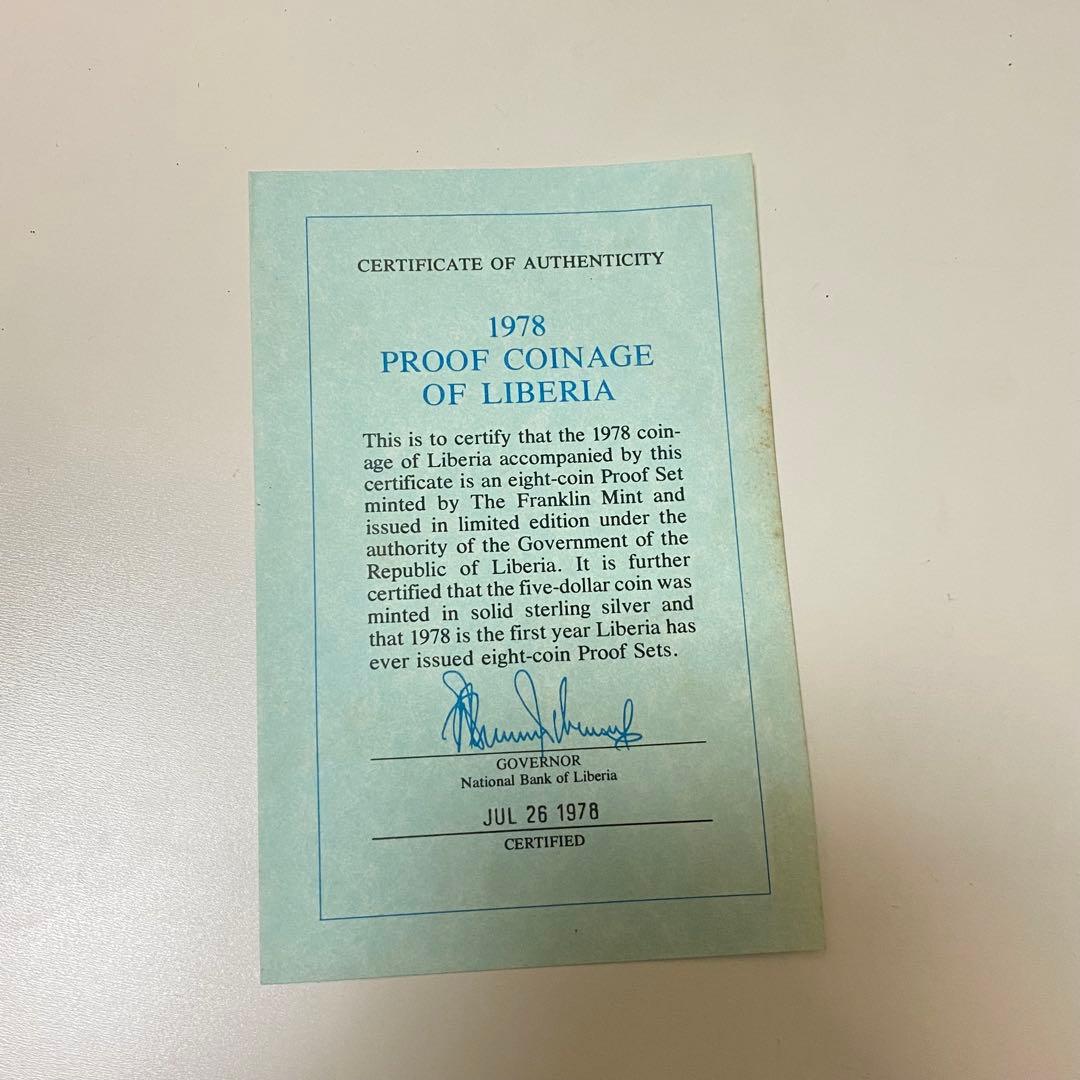 CERTIFICATE OF AUTHENTICITY
1978
PROOF COINAGE
OF LIBERIA
This is to certify that the 1978 coin-
age of Liberia accompanied by this
certificate is an eight-coin Proof Set
minted by The Franklin Mint and
issued in limited edition under the
authority of the Government of the
Republic of Liberia. It is further
certified that the five-dollar coin was
minted in solid sterling silver and
that 1978 is the first year Liberia has
ever issued eight-coin Proof Sets.
GOVERNOR
National Bank of Liberia
JUL 26 1978
CERTIFIED